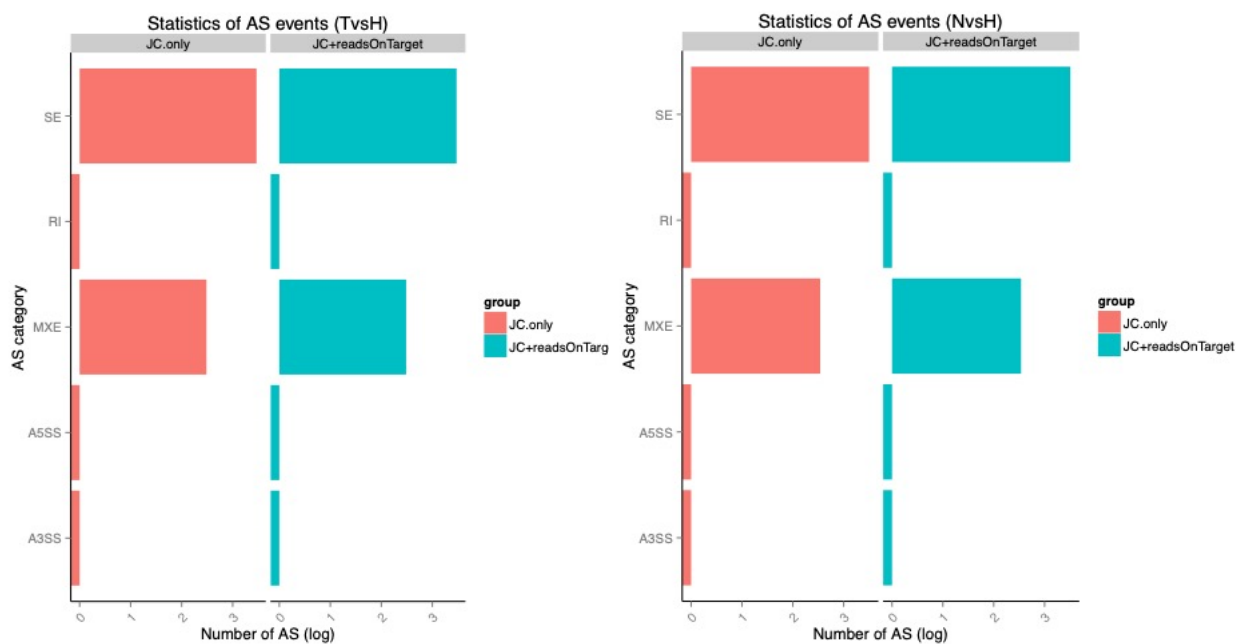 Statistics of AS events (TvsH)
JC.only
JC+readsOnTarget
SE
RI
MXE
A5SS
A3SS
AS category
0
1
2
3
0
1
2
3
Number of AS (log)
group
JC.only
JC+readsOnTarg
Statistics of AS events (NvsH)
JC.only
JC+readsOnTarget
SE
RI
MXE
A5SS
A3SS
AS category
0
1
2
3
0
1
2
3
Number of AS (log)
group
JC.only
JC+readsOnTarget